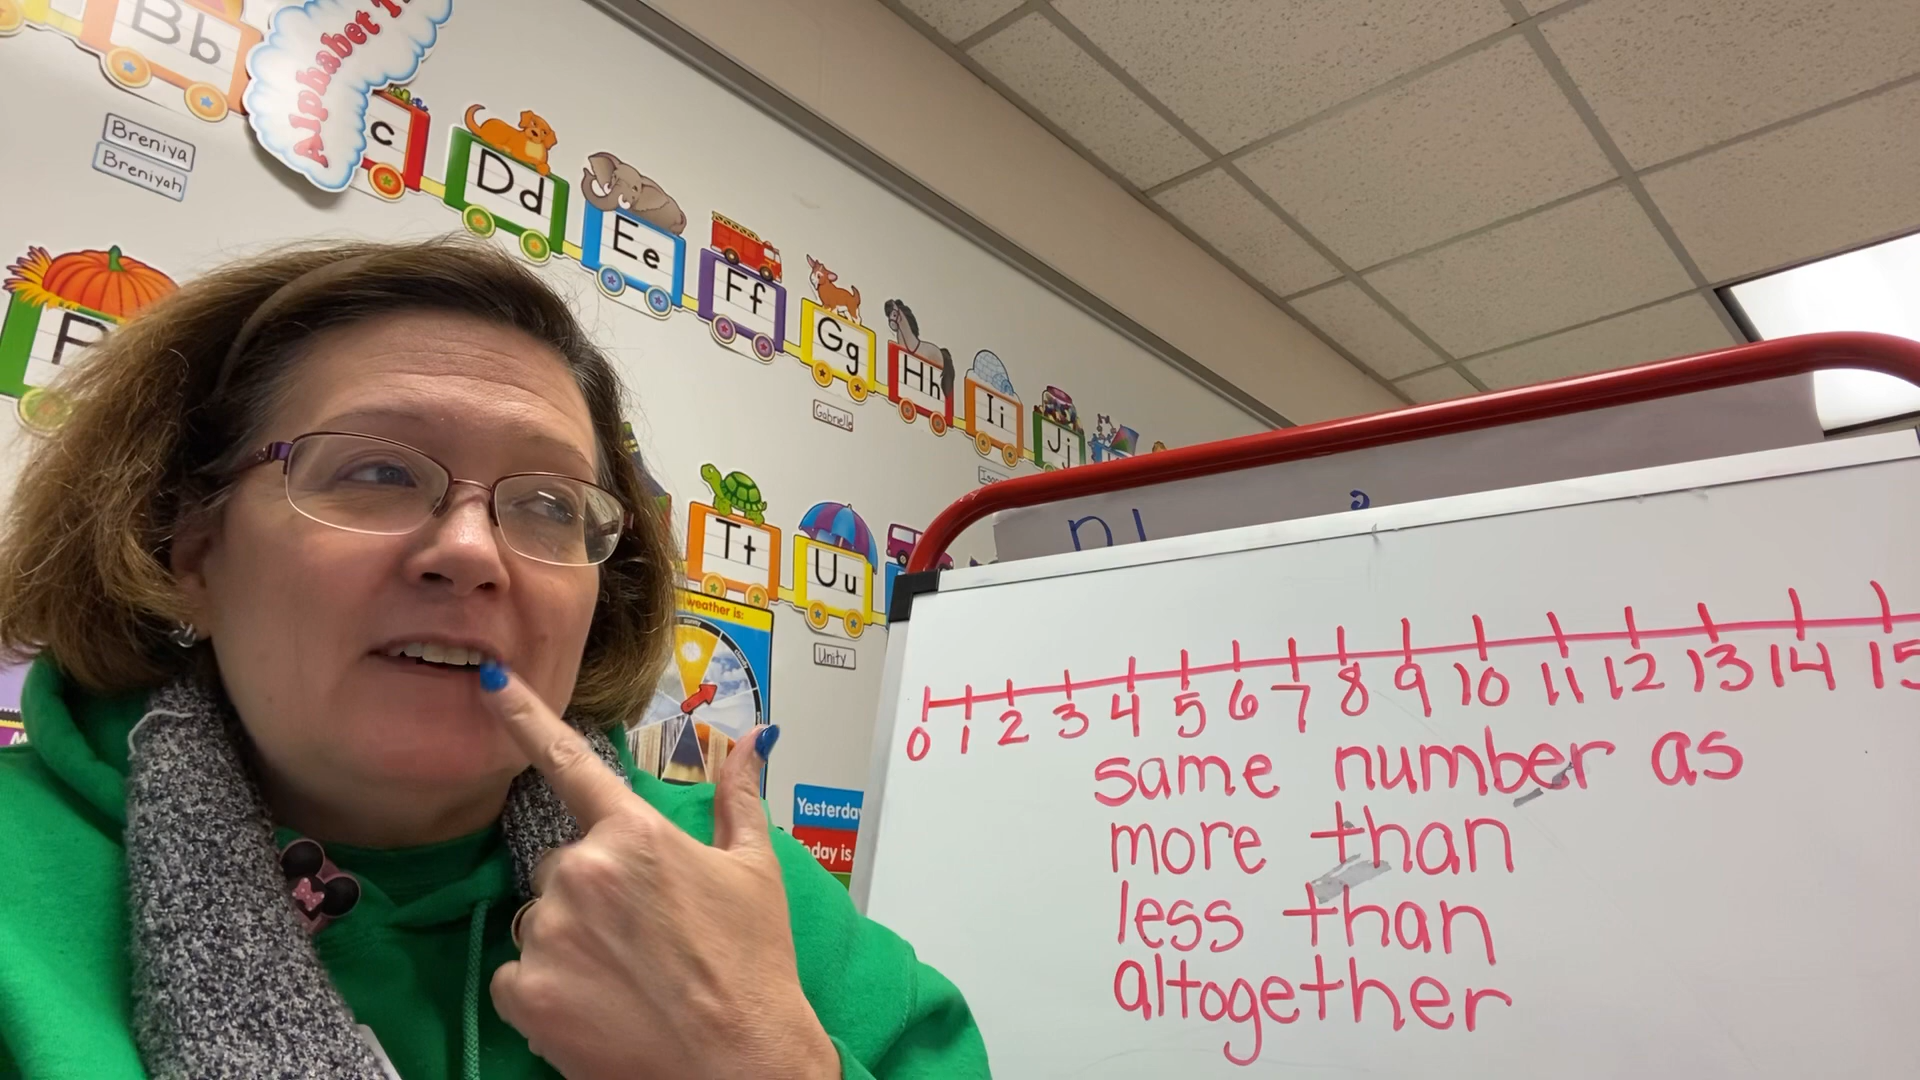 Bb
Alphabet
Breniya
Breniyah
c
Dd
Ee
Ff
Gg
Hh
Ii
Jj
Gabrielle
P
Tt
Uu
Unity
weather is:
Yesterday
day is
0 1 2 3 4 5 6 7 8 9 10 11 12 13 14 15
same number as
more than
less than
altogether